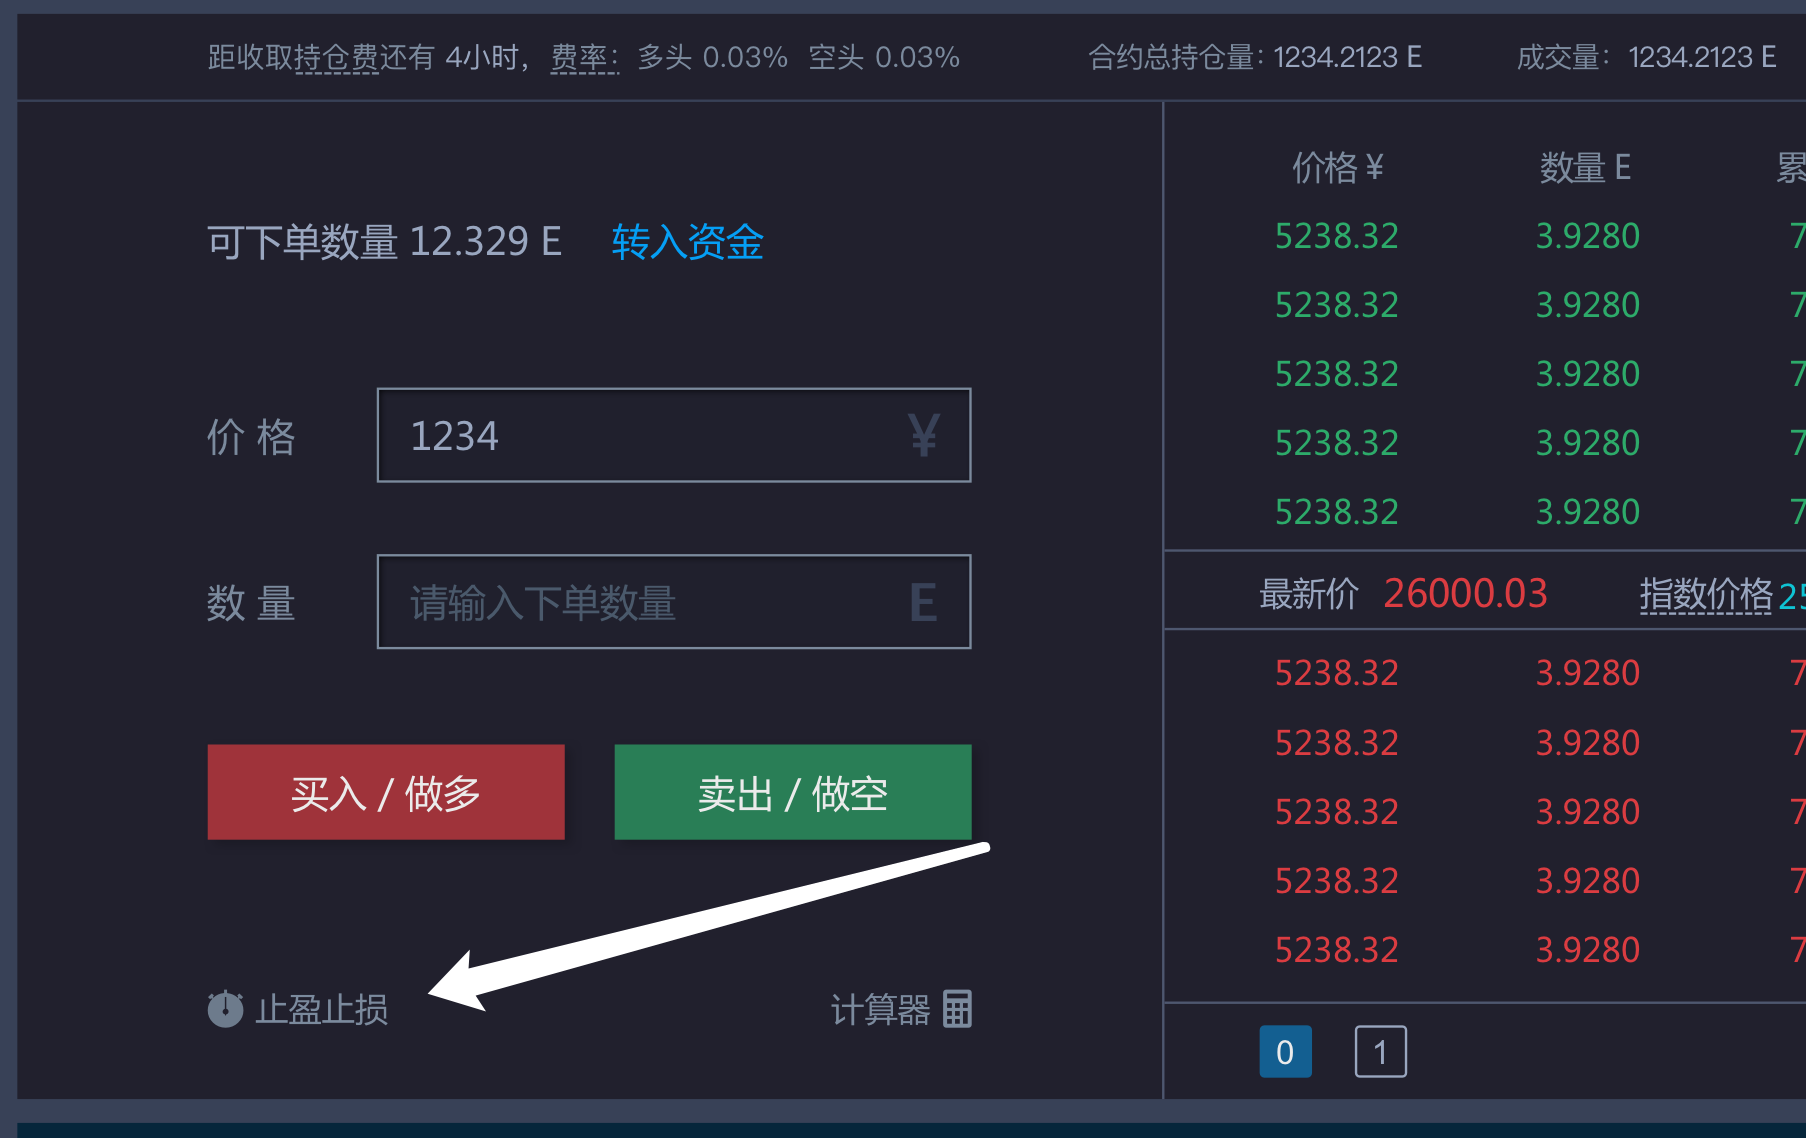 距收取持仓费还有 4小时， 费率： 多头 0.03% 空头 0.03% 合约总持仓量：1234.2123 E 成交量： 1234.2123 E
可下单数量 12.329 E 转入资金
价 格 1234 ¥
数 量 请输入下单数量 E
买入 / 做多 卖出 / 做空
止盈止损 计算器
价格 ¥ 数量 E 累
5238.32 3.9280 7
5238.32 3.9280 7
5238.32 3.9280 7
5238.32 3.9280 7
5238.32 3.9280 7
最新价 26000.03 指数价格 25
5238.32 3.9280 7
5238.32 3.9280 7
5238.32 3.9280 7
5238.32 3.9280 7
5238.32 3.9280 7
0 1